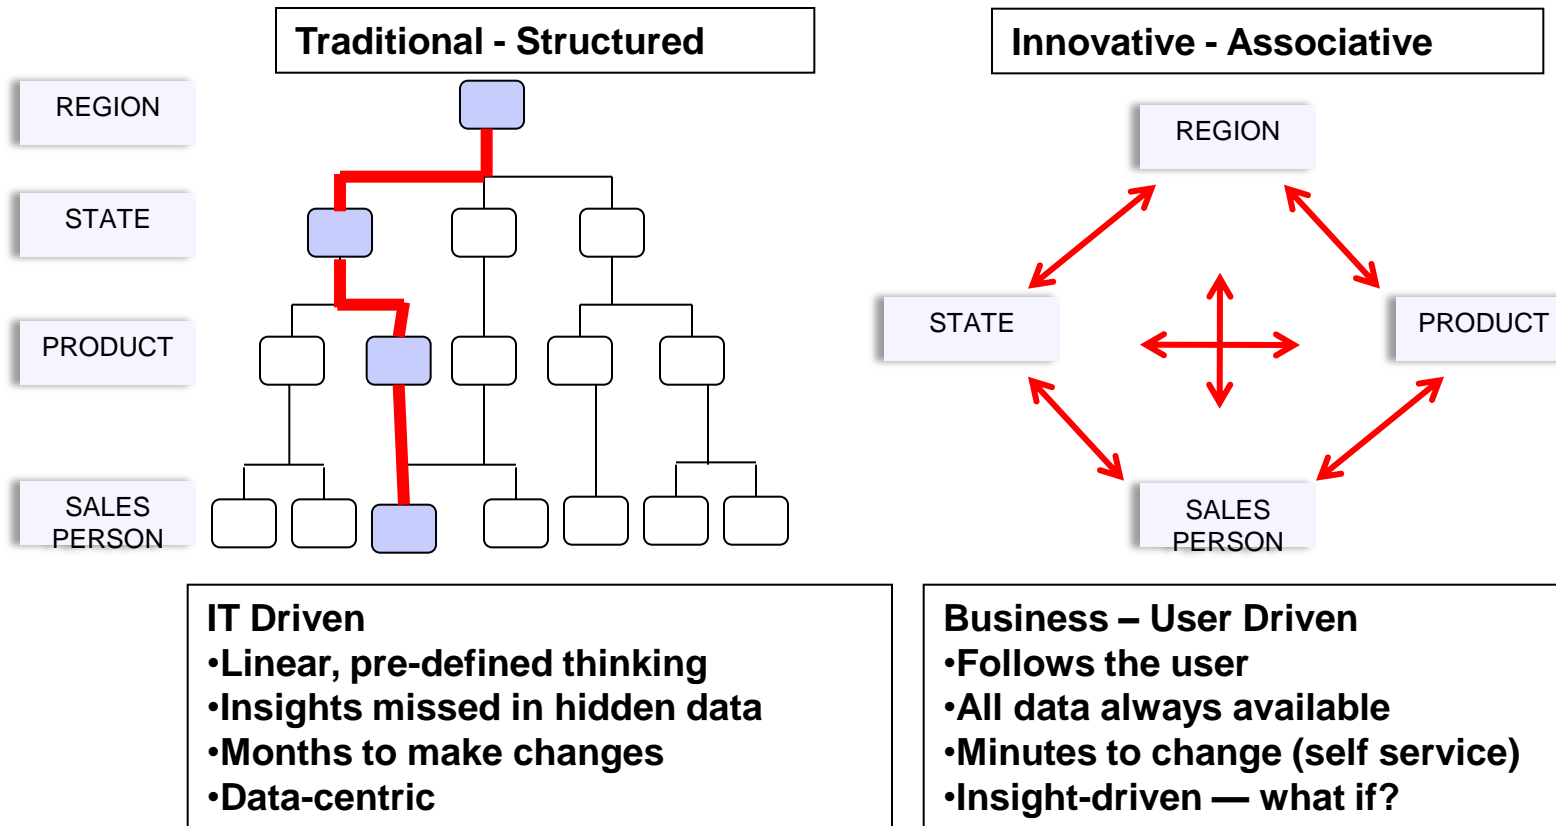 Traditional - Structured
REGION
STATE
PRODUCT
SALES
PERSON
IT Driven
•Linear, pre-defined thinking
•Insights missed in hidden data
•Months to make changes
•Data-centric
Innovative - Associative
REGION
STATE
PRODUCT
SALES
PERSON
Business – User Driven
•Follows the user
•All data always available
•Minutes to change (self service)
•Insight-driven — what if?